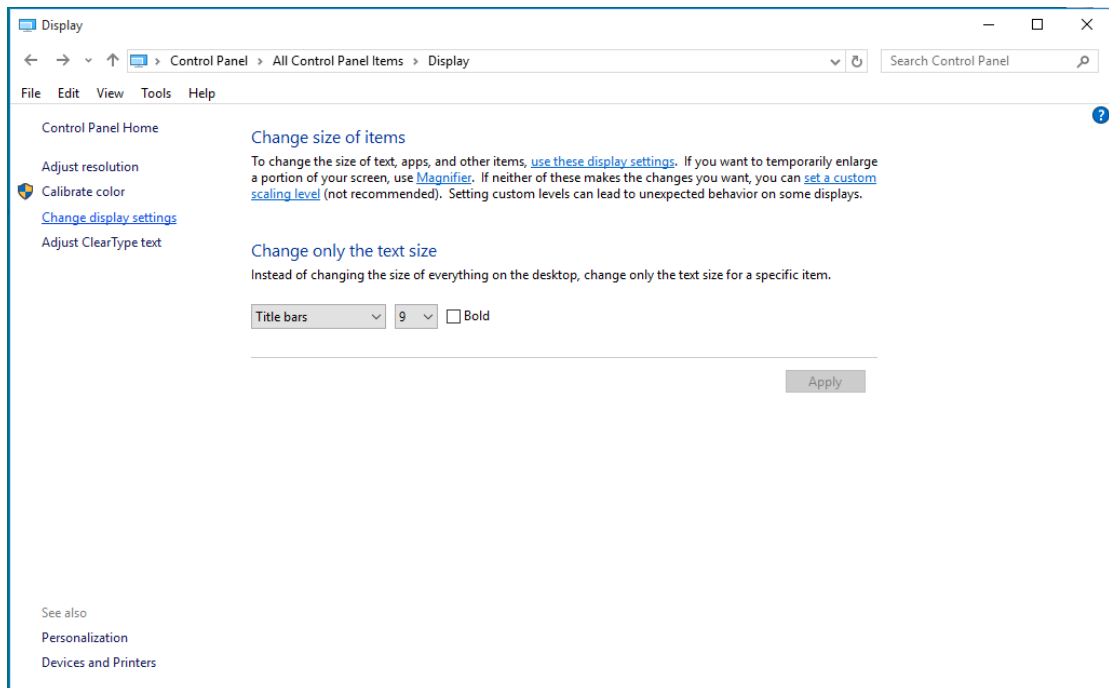 Display
Control Panel > All Control Panel Items > Display
Search Control Panel
File Edit View Tools Help
?
Control Panel Home
Adjust resolution
Calibrate color
Change display settings
Adjust ClearType text
Change size of items
To change the size of text, apps, and other items, use these display settings. If you want to temporarily enlarge
a portion of your screen, use Magnifier. If neither of these makes the changes you want, you can set a custom
scaling level (not recommended). Setting custom levels can lead to unexpected behavior on some displays.
Change only the text size
Instead of changing the size of everything on the desktop, change only the text size for a specific item.
Title bars 9 Bold
Apply
See also
Personalization
Devices and Printers